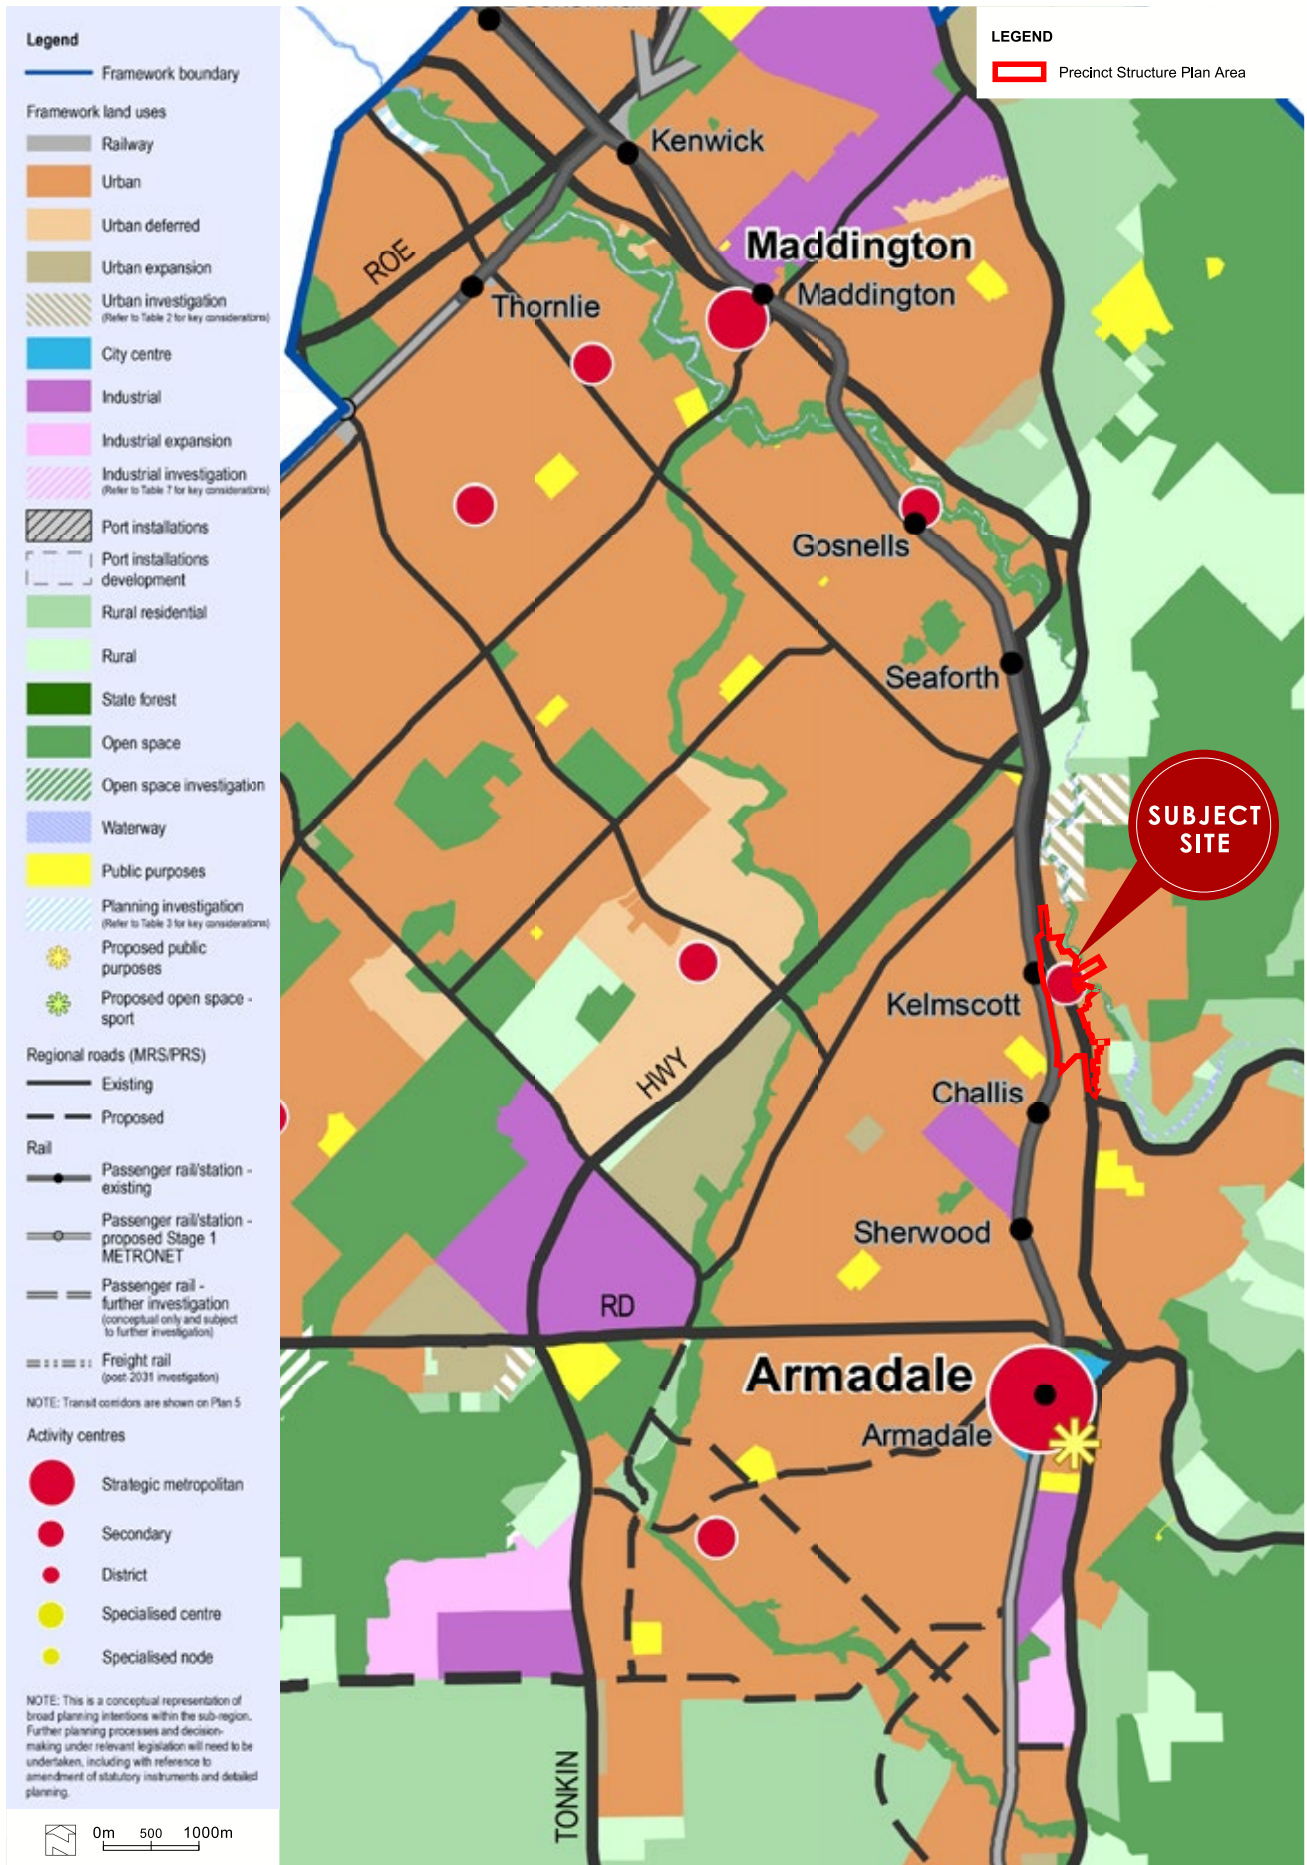 Legend
Framework boundary
Framework land uses
Railway
Urban
Urban deferred
Urban expansion
Urban investigation
(Refer to Table 2 for key considerations)
City centre
Industrial
Industrial expansion
Industrial investigation
(Refer to Table 7 for key considerations)
Port installations
Port installations
development
Rural residential
Rural
State forest
Open space
Open space investigation
Waterway
Public purposes
Planning investigation
(Refer to Table 3 for key considerations)
Proposed public
purposes
Proposed open space -
sport
Regional roads (MRS/PRS)
Existing
Proposed
Rail
Passenger rail/station -
existing
Passenger rail/station -
proposed Stage 1
METRONET
Passenger rail -
further investigation
(conceptual only and subject
to further investigation)
Freight rail
(post-2031 investigation)
NOTE: Transit corridors are shown on Plan 5
Activity centres
Strategic metropolitan
Secondary
District
Specialised centre
Specialised node
NOTE: This is a conceptual representation of
broad planning intentions within the sub-region.
Further planning processes and decision-
making under relevant legislation will need to be
undertaken, including with reference to
amendment of statutory instruments and detailed
planning.
0m 500 1000m
LEGEND
Precinct Structure Plan Area
Kenwick
Maddington
Maddington
ROE
Thornlie
Gosnells
Seaforth
SUBJECT
SITE
Kelmscott
HWY
Challis
Sherwood
RD
Armadale
Armadale
TONKIN